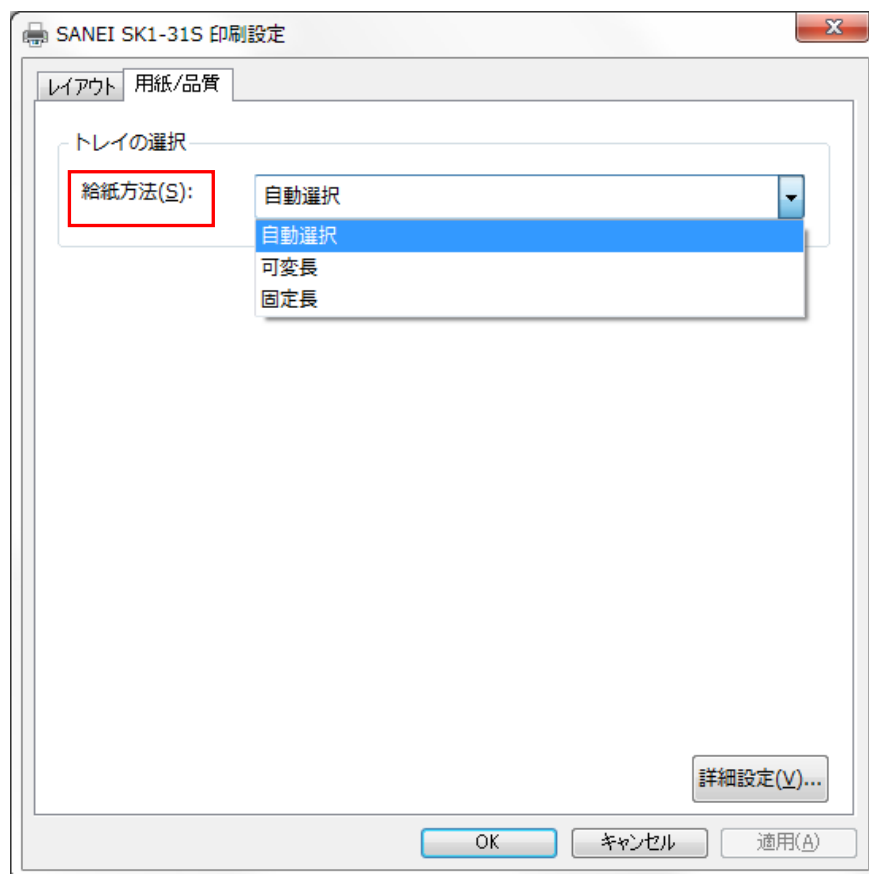 SANEI SK1-31S 印刷設定
レイアウト 用紙/品質
トレイの選択
給紙方法(S): 自動選択
自動選択
可変長
固定長
詳細設定(V)...
OK キャンセル 適用(A)